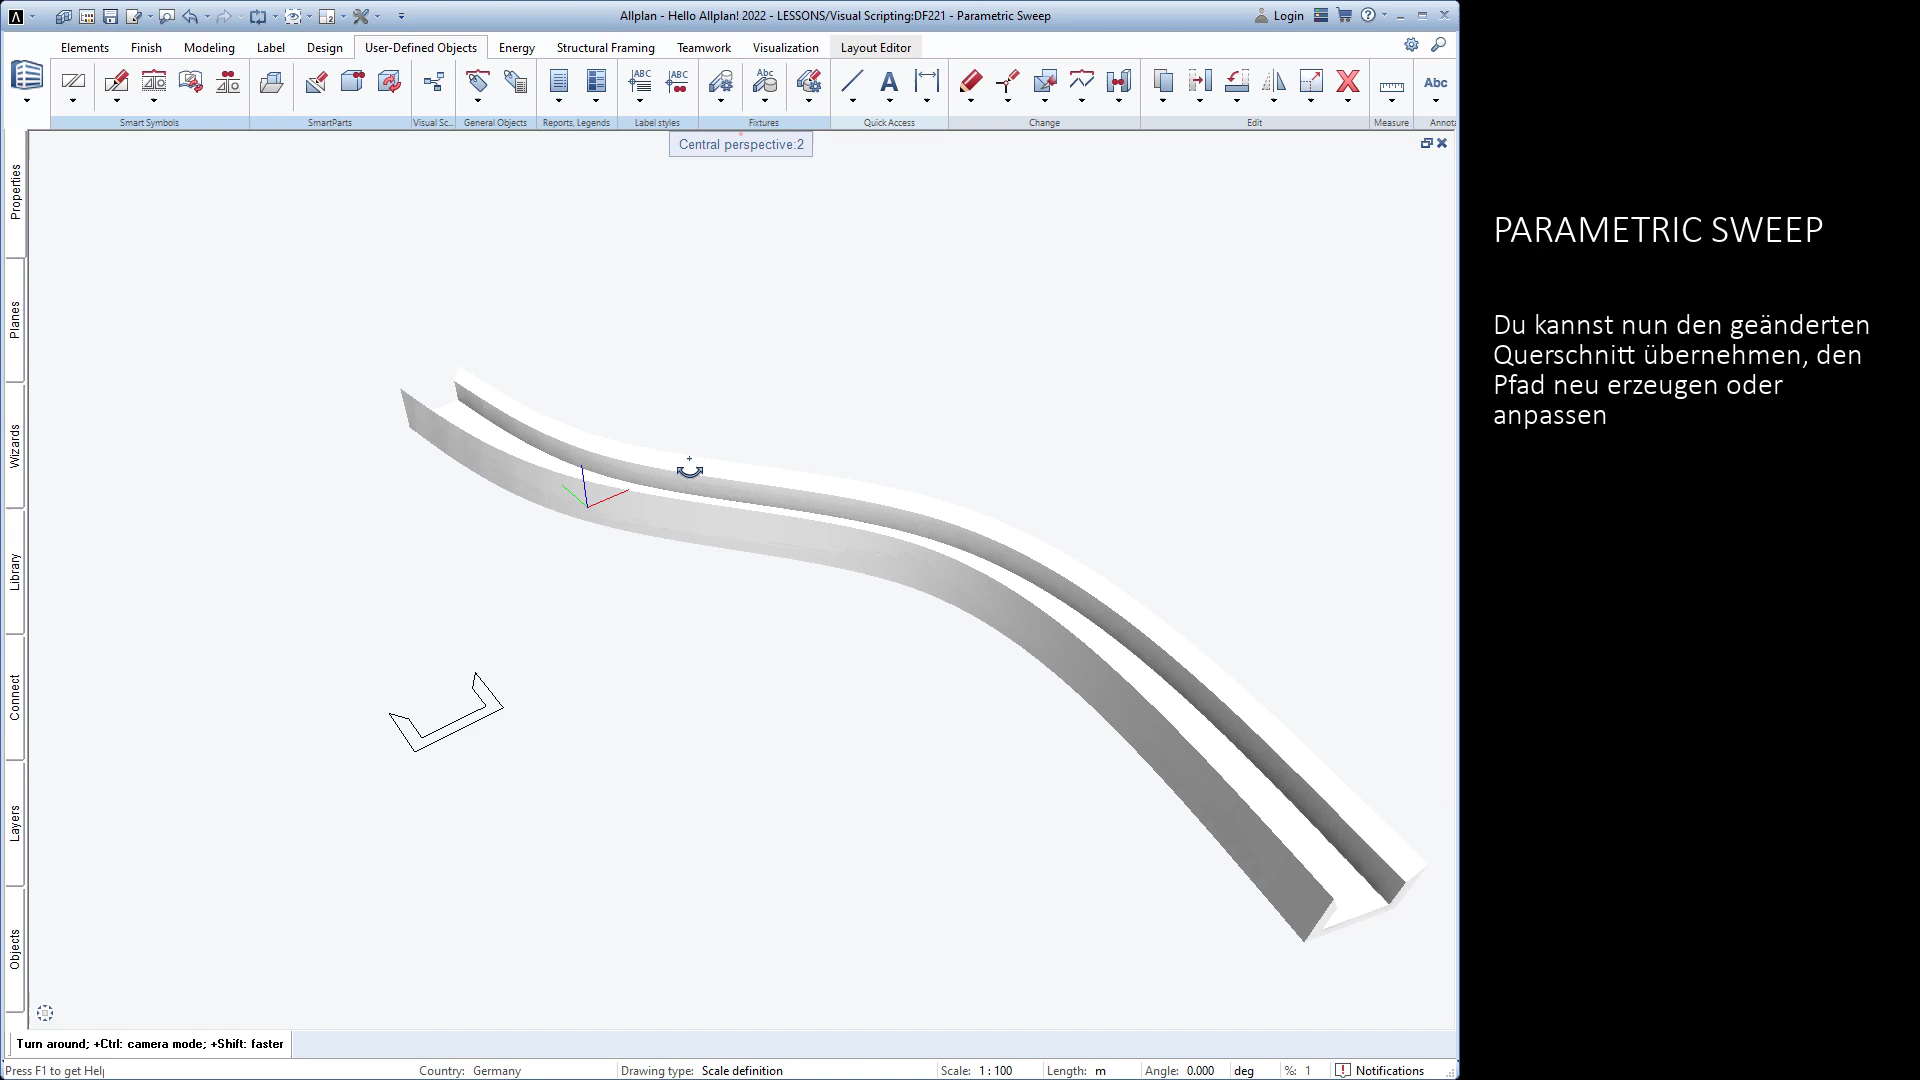 Allplan - Hello Allplan! 2022 - LESSONS/Visual Scripting:DF221 - Parametric Sweep
Login
Elements
Finish
Modeling
Label
Design
User-Defined Objects
Energy
Structural Framing
Teamwork
Visualization
Layout Editor
ABC
ABC
Abc
A
Abc
Smart Symbols
SmartParts
Visual Sc...
General Objects
Reports, Legends
Label styles
Fixtures
Quick Access
Change
Edit
Measure
Annota
Central perspective:2
Properties
Planes
Wizards
Library
Connect
Layers
Objects
PARAMETRIC SWEEP
Du kannst nun den geänderten
Querschnitt übernehmen, den
Pfad neu erzeugen oder
anpassen
Turn around; +Ctrl: camera mode; +Shift: faster
Press F1 to get Help
Country: Germany
Drawing type: Scale definition
Scale: 1 : 100
Length: m
Angle: 0.000 deg
%: 1
Notifications